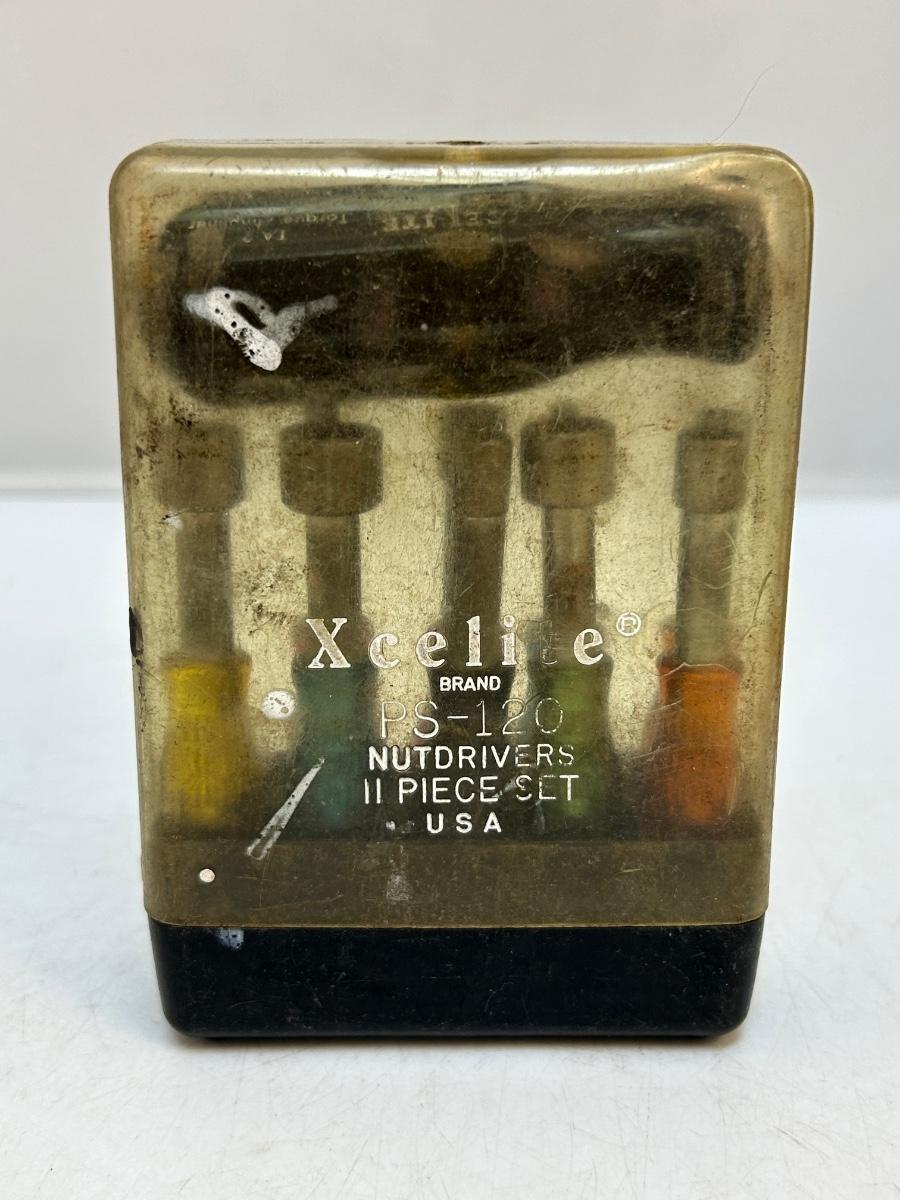 Xcelite®
BRAND
PS-120
NUTDRIVERS
11 PIECE SET
USA